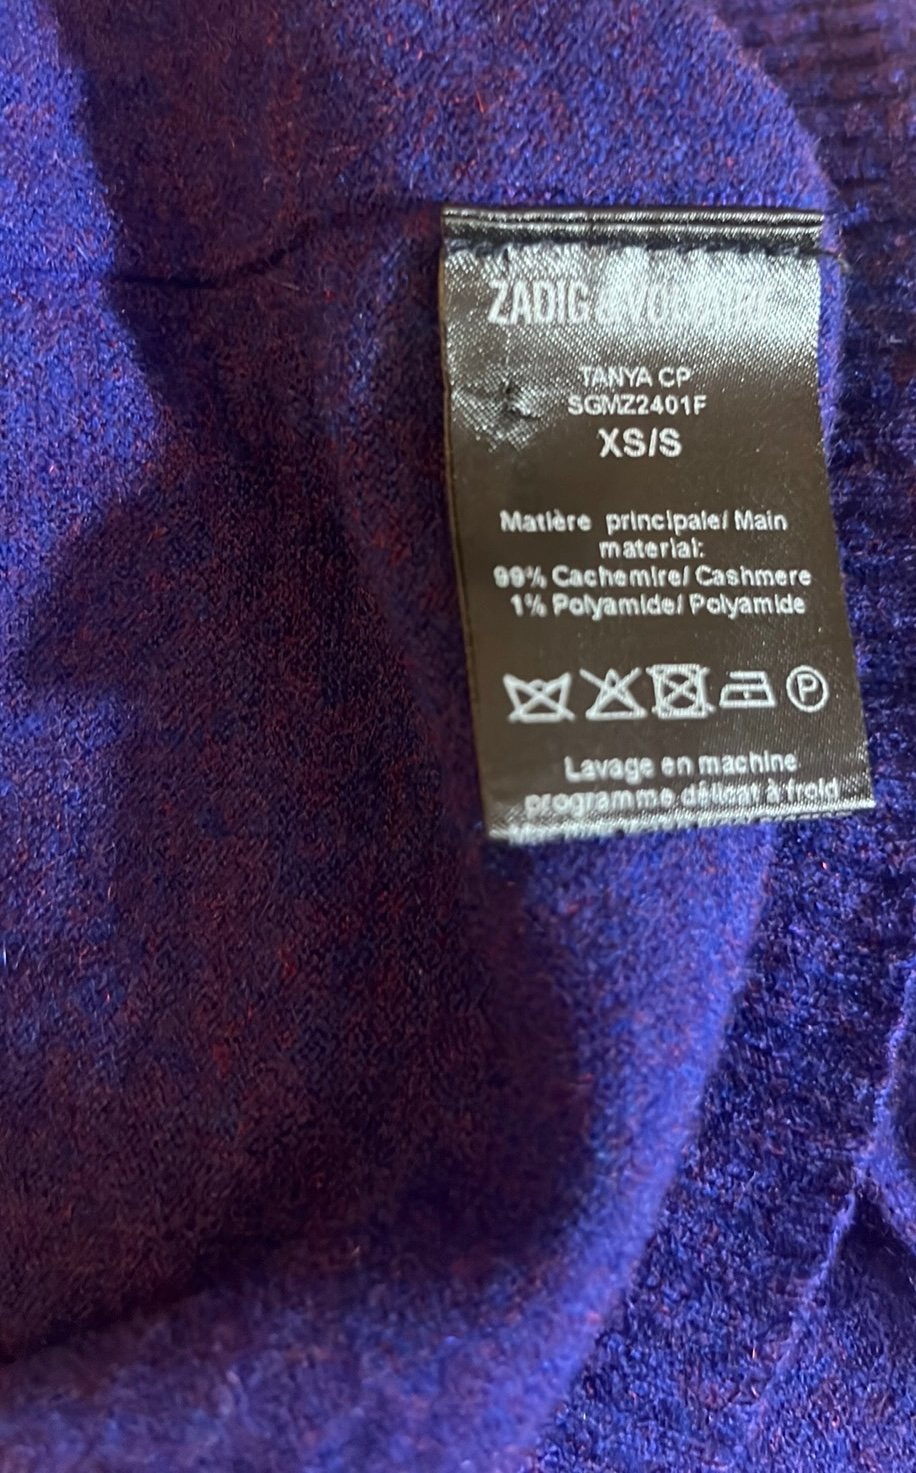 ZADIG & VOLTAIRE
TANYA CP
SGMZ2401F
XS/S
Matière principale/ Main
material:
99% Cachemire/ Cashmere
1% Polyamide/ Polyamide
P
Lavage en machine
programme délicat à froid